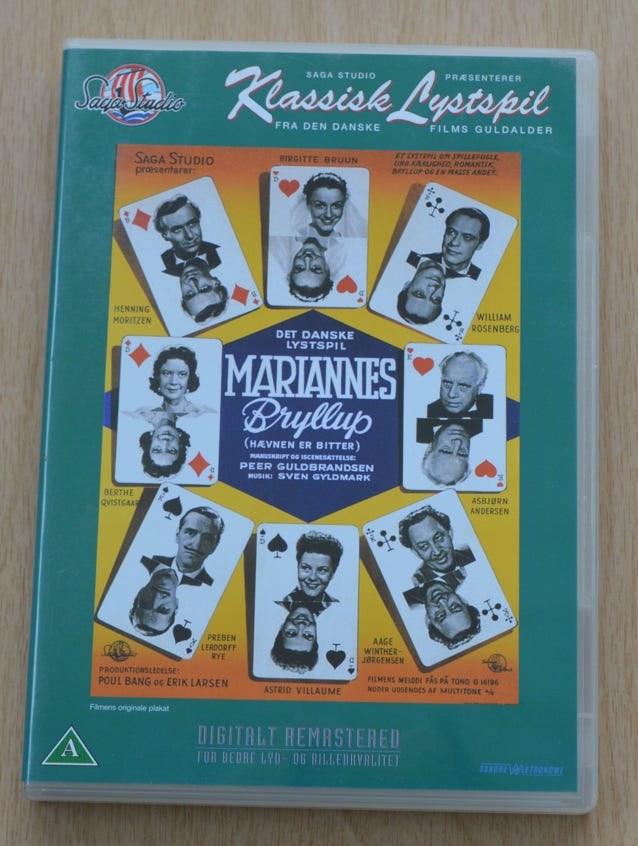 Saga Studio
SAGA STUDIO PRÆSENTERER
Klassisk Lystspil
FRA DEN DANSKE FILMS GULDALDER
SAGA STUDIO
præsenterer:
BIRGITTE BRUUN
ET LYSTSPIL OM SPILLEFUGLE,
UNG KÆRLIGHED, ROMANTIK,
BRYLLUP OG EN MASSE ANDET.
HENNING
MORITZEN
WILLIAM
ROSENBERG
DET DANSKE
LYSTSPIL
MARIANNES
Bryllup
(HÆVNEN ER BITTER)
MANUSKRIPT OG ISCENESÆTTELSE:
PEER GULDBRANDSEN
MUSIK: SVEN GYLDMARK
BERTHE
QVISTGAARD
ASBJØRN
ANDERSEN
PREBEN
LERDORFF
RYE
AAGE
WINTHER-
JØRGENSEN
ASTRID VILLAUME
PRODUKTIONSLEDELSE:
POUL BANG OG ERIK LARSEN
FILMENS MELODI FÅS PÅ TONO
NODER UDSENDES AF MULTITONE A/S
Filmens originale plakat
A
DIGITALT REMASTERED
FOR BEDRE LYD- OG BILLEDKVALITET
SANDREW METRONOME